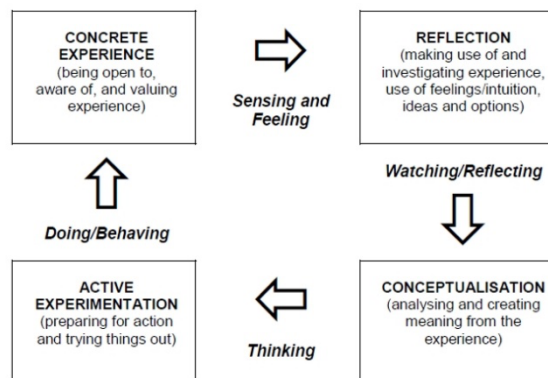 CONCRETE
EXPERIENCE
(being open to,
aware of, and valuing
experience)
Sensing and
Feeling
REFLECTION
(making use of and
investigating experience,
use of feelings/intuition,
ideas and options)
Watching/Reflecting
Doing/Behaving
ACTIVE
EXPERIMENTATION
(preparing for action
and trying things out)
Thinking
CONCEPTUALISATION
(analysing and creating
meaning from the
experience)